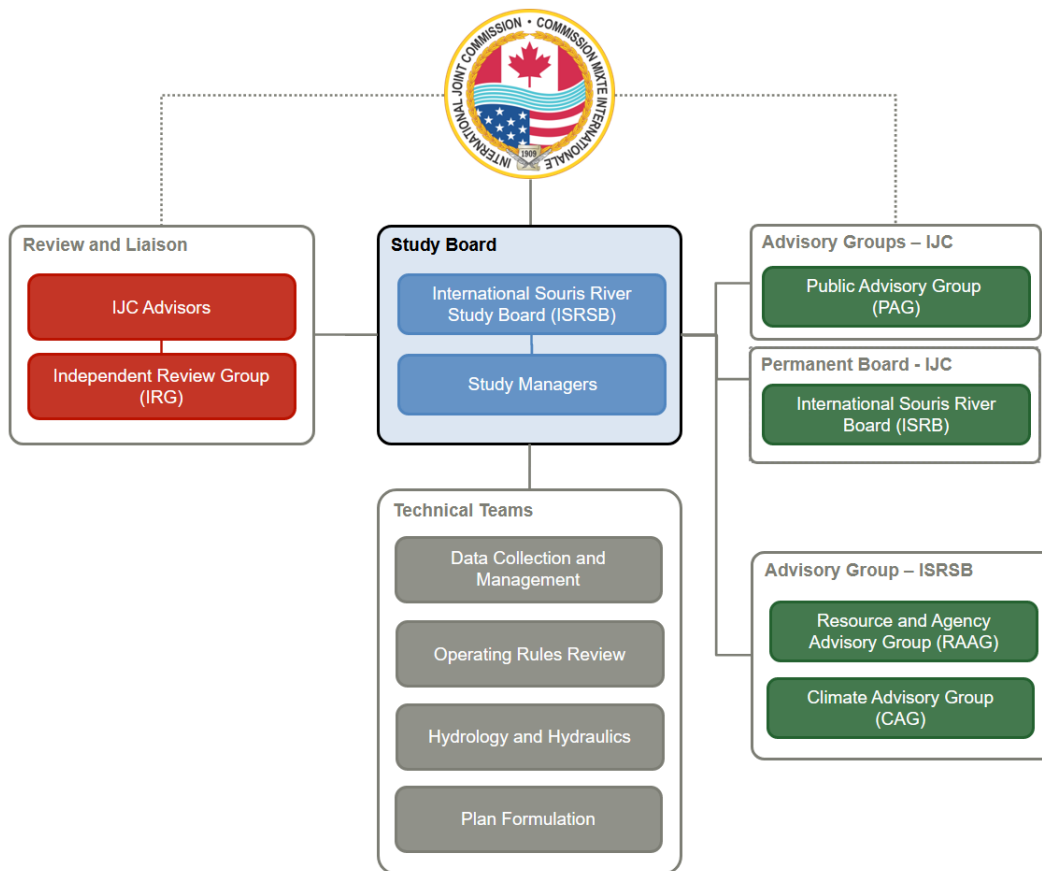 INTERNATIONAL JOINT COMMISSION • COMMISSION MIXTE INTERNATIONALE
1909
Review and Liaison
IJC Advisors
Independent Review Group
(IRG)
Study Board
International Souris River
Study Board (ISRSB)
Study Managers
Advisory Groups – IJC
Public Advisory Group
(PAG)
Permanent Board - IJC
International Souris River
Board (ISRB)
Technical Teams
Data Collection and
Management
Operating Rules Review
Hydrology and Hydraulics
Plan Formulation
Advisory Group – ISRSB
Resource and Agency
Advisory Group (RAAG)
Climate Advisory Group
(CAG)